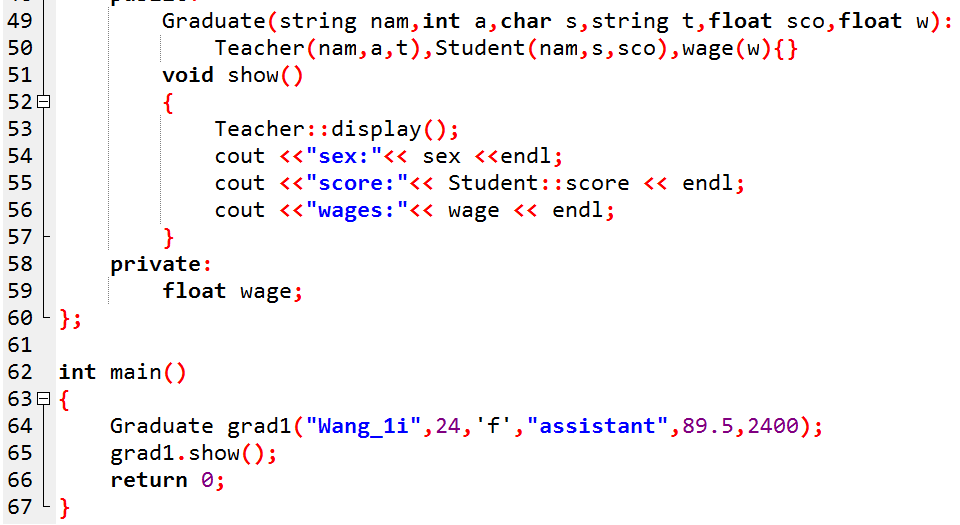 49 Graduate(string nam,int a,char s,string t,float sco,float w):
50 Teacher(nam,a,t),Student(nam,s,sco),wage(w){}
51 void show()
52 {
53 Teacher::display();
54 cout <<"sex:"<< sex <<endl;
55 cout <<"score:"<< Student::score << endl;
56 cout <<"wages:"<< wage << endl;
57 }
58 private:
59 float wage;
60 };
61
62 int main()
63 {
64 Graduate grad1("Wang_1i",24,'f',"assistant",89.5,2400);
65 grad1.show();
66 return 0;
67 }